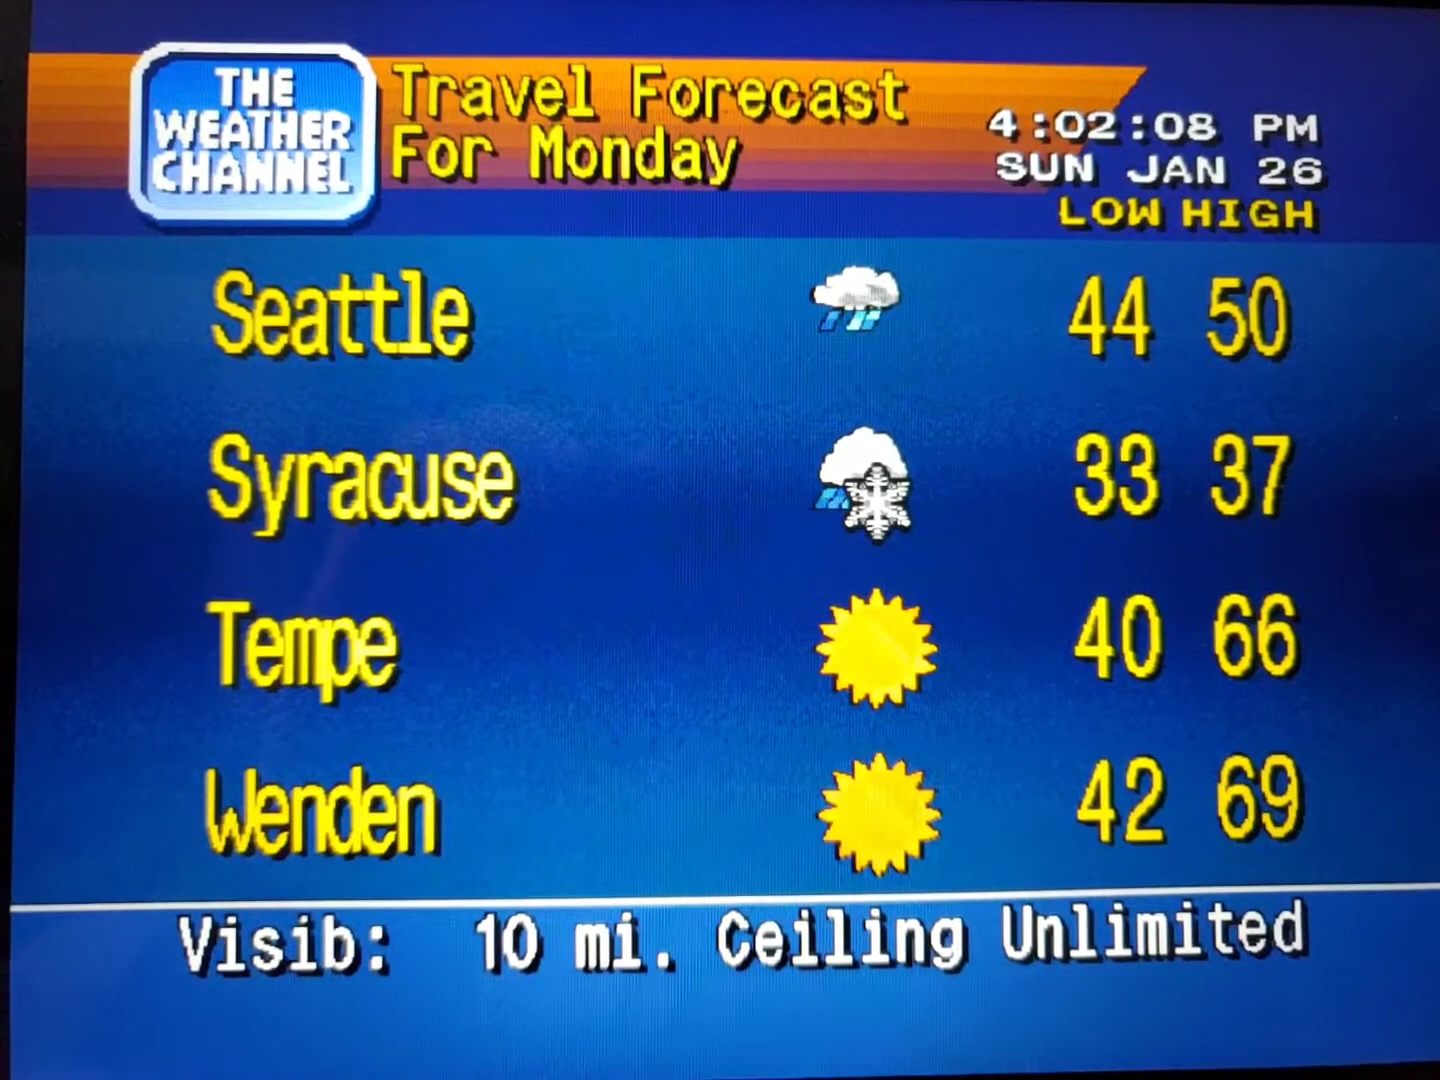 THE
WEATHER
CHANNEL
Travel Forecast
For Monday
4:02:08 PM
SUN JAN 26
LOW HIGH
Seattle 44 50
Syracuse 33 37
Tempe 40 66
Wenden 42 69
Visib: 10 mi. Ceiling Unlimited